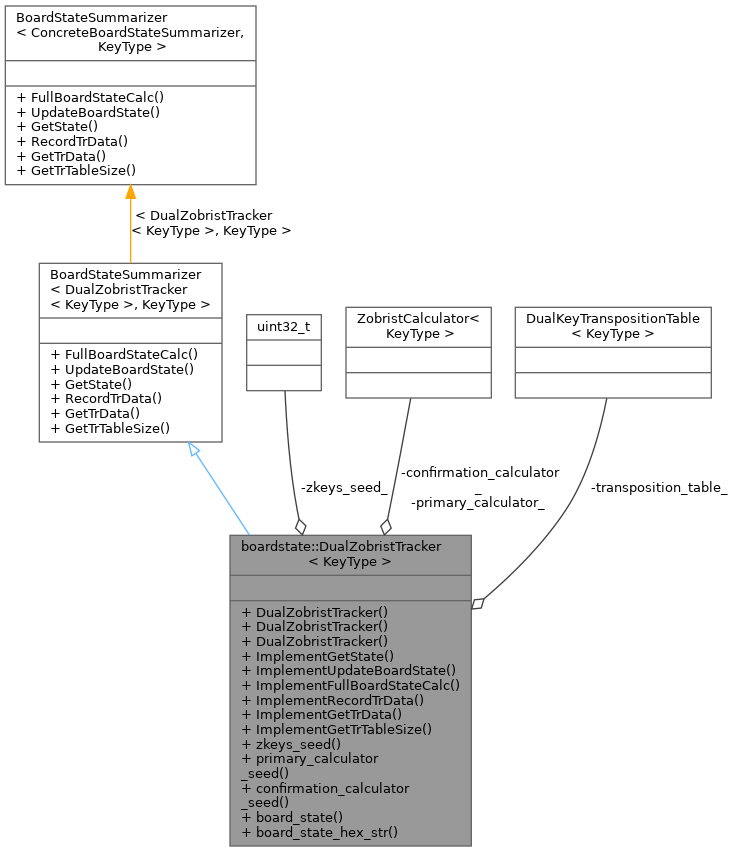 BoardStateSummarizer
< ConcreteBoardStateSummarizer,
KeyType >
+ FullBoardStateCalc()
+ UpdateBoardState()
+ GetState()
+ RecordTrData()
+ GetTrData()
+ GetTrTableSize()
< DualZobristTracker
< KeyType >, KeyType >
BoardStateSummarizer
< DualZobristTracker
< KeyType >, KeyType >
+ FullBoardStateCalc()
+ UpdateBoardState()
+ GetState()
+ RecordTrData()
+ GetTrData()
+ GetTrTableSize()
uint32_t
ZobristCalculator<
KeyType >
DualKeyTranspositionTable
< KeyType >
-zkeys_seed_
-confirmation_calculator
_
-primary_calculator_
-transposition_table_
boardstate::DualZobristTracker
< KeyType >
+ DualZobristTracker()
+ DualZobristTracker()
+ DualZobristTracker()
+ ImplementGetState()
+ ImplementUpdateBoardState()
+ ImplementFullBoardStateCalc()
+ ImplementRecordTrData()
+ ImplementGetTrData()
+ ImplementGetTrTableSize()
+ zkeys_seed()
+ primary_calculator
_seed()
+ confirmation_calculator
_seed()
+ board_state()
+ board_state_hex_str()